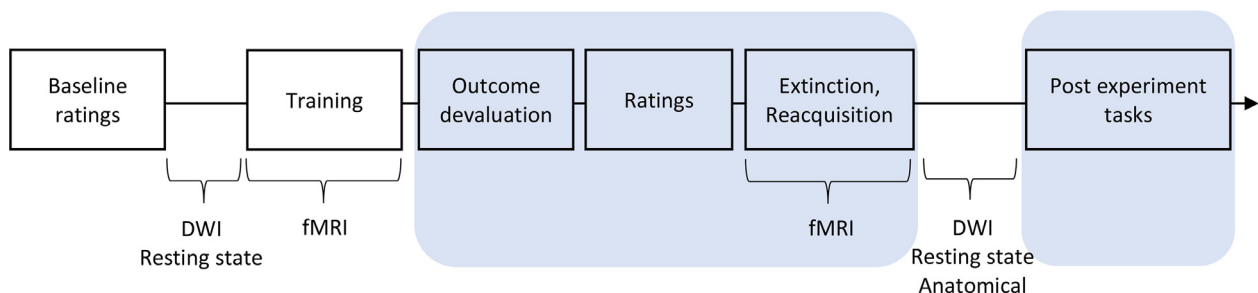 Baseline
ratings
Training
Outcome
devaluation
Ratings
Extinction,
Reacquisition
Post experiment
tasks
DWI
Resting state
fMRI
fMRI
DWI
Resting state
Anatomical